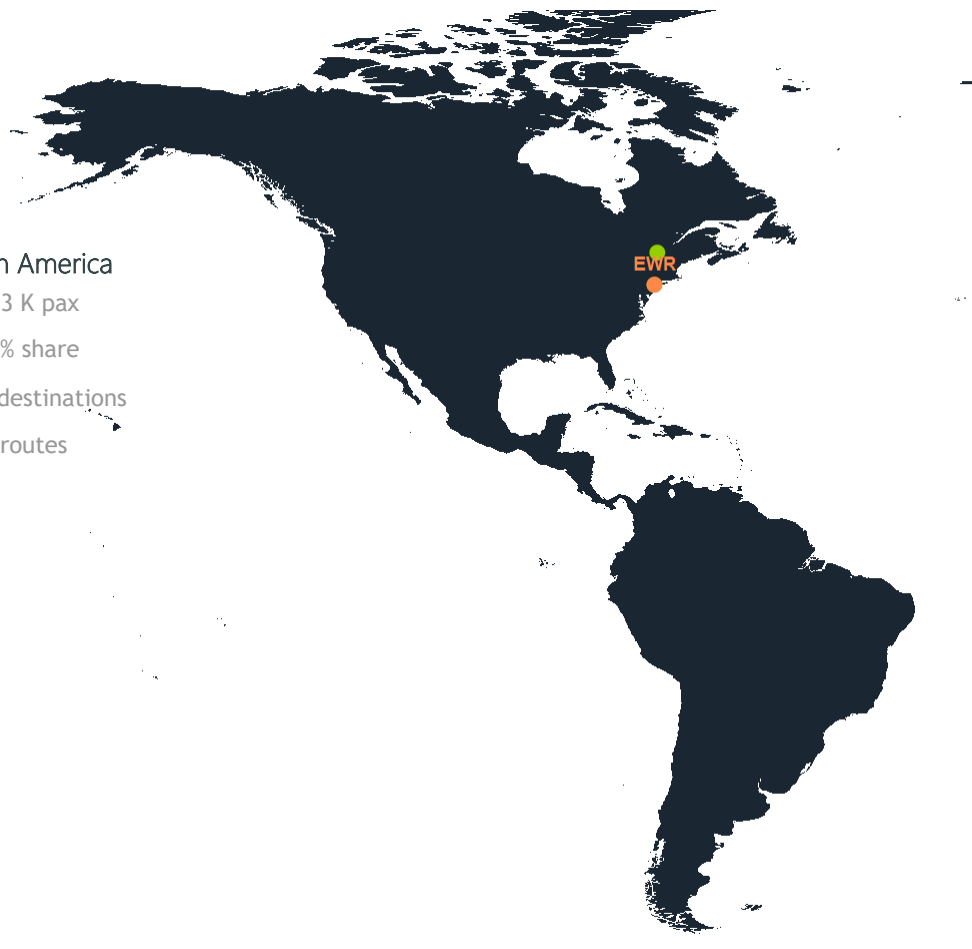 n America
3 K pax
% share
destinations
routes
EWR